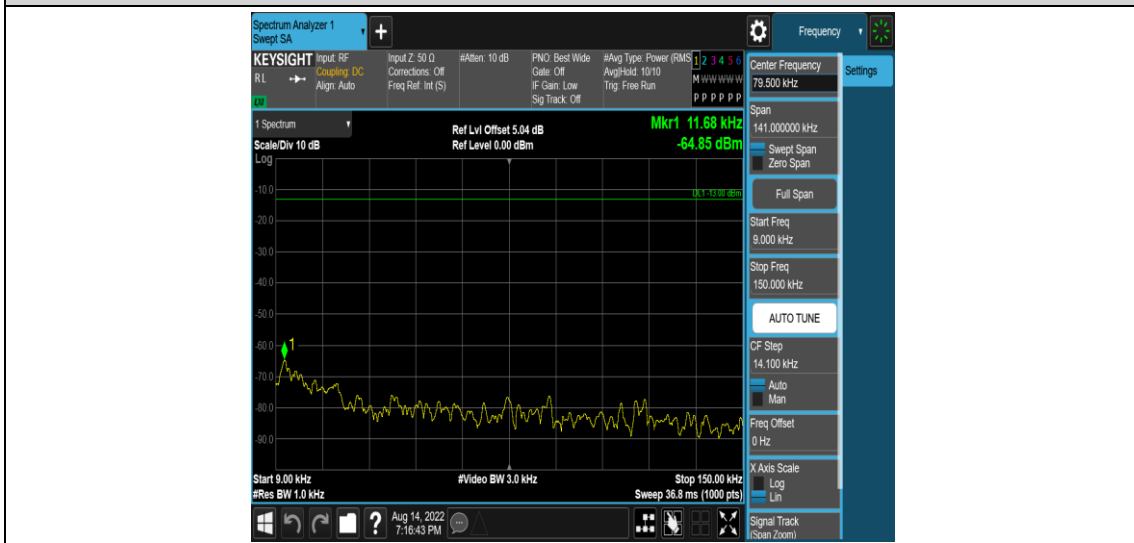 Spectrum Analyzer 1
Swept SA
+
Frequency
KEYSIGHT
RL
LXI
Input: RF
Coupling: DC
Align: Auto
Input Z: 50 Ω
Corrections: Off
Freq Ref: Int (S)
#Atten: 10 dB
PNO: Best Wide
Gate: Off
IF Gain: Low
Sig Track: Off
#Avg Type: Power (RMS
Avg|Hold: 10/10
Trig: Free Run
1 2 3 4 5 6
M W W W W W
P P P P P P
1 Spectrum
Scale/Div 10 dB
Log
Ref Lvl Offset 5.04 dB
Ref Level 0.00 dBm
Mkr1 11.68 kHz
-64.85 dBm
DL1 -13.00 dBm
-10.0
-20.0
-30.0
-40.0
-50.0
-60.0
1
-70.0
-80.0
-90.0
Start 9.00 kHz
#Res BW 1.0 kHz
#Video BW 3.0 kHz
Stop 150.00 kHz
Sweep 36.8 ms (1000 pts)
?
Aug 14, 2022
7:16:43 PM
Center Frequency
79.500 kHz
Settings
Span
141.000000 kHz
Swept Span
Zero Span
Full Span
Start Freq
9.000 kHz
Stop Freq
150.000 kHz
AUTO TUNE
CF Step
14.100 kHz
Auto
Man
Freq Offset
0 Hz
X Axis Scale
Log
Lin
Signal Track
(Span Zoom)